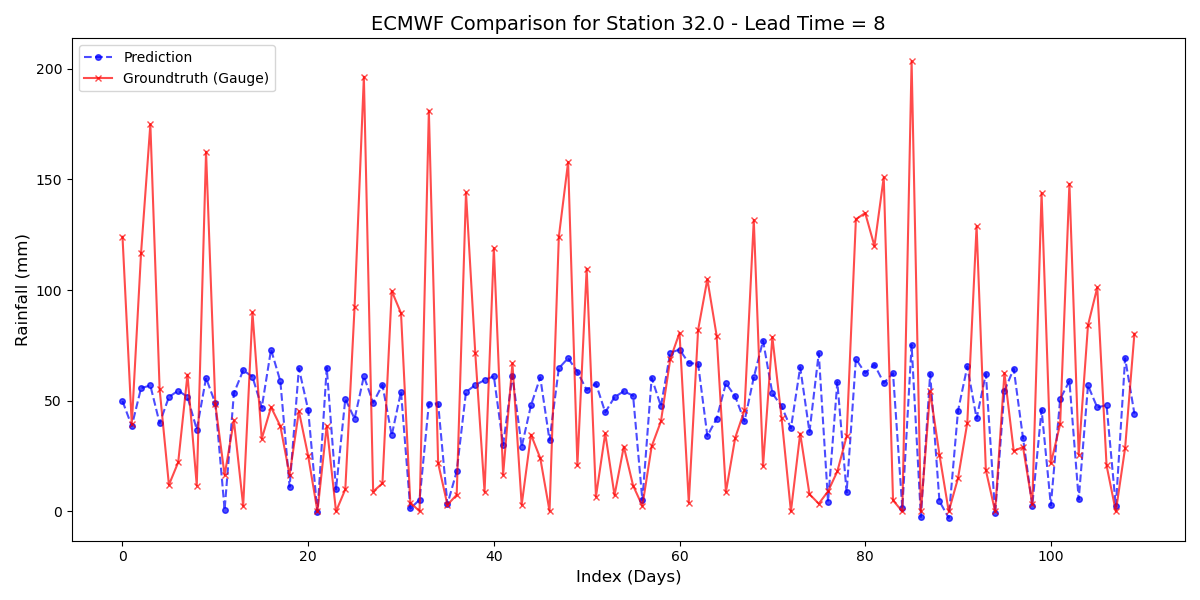 ECMWF Comparison for Station 32.0 - Lead Time = 8
Prediction
Groundtruth (Gauge)
Rainfall (mm)
200
150
100
50
0
0 20 40 60 80 100
Index (Days)